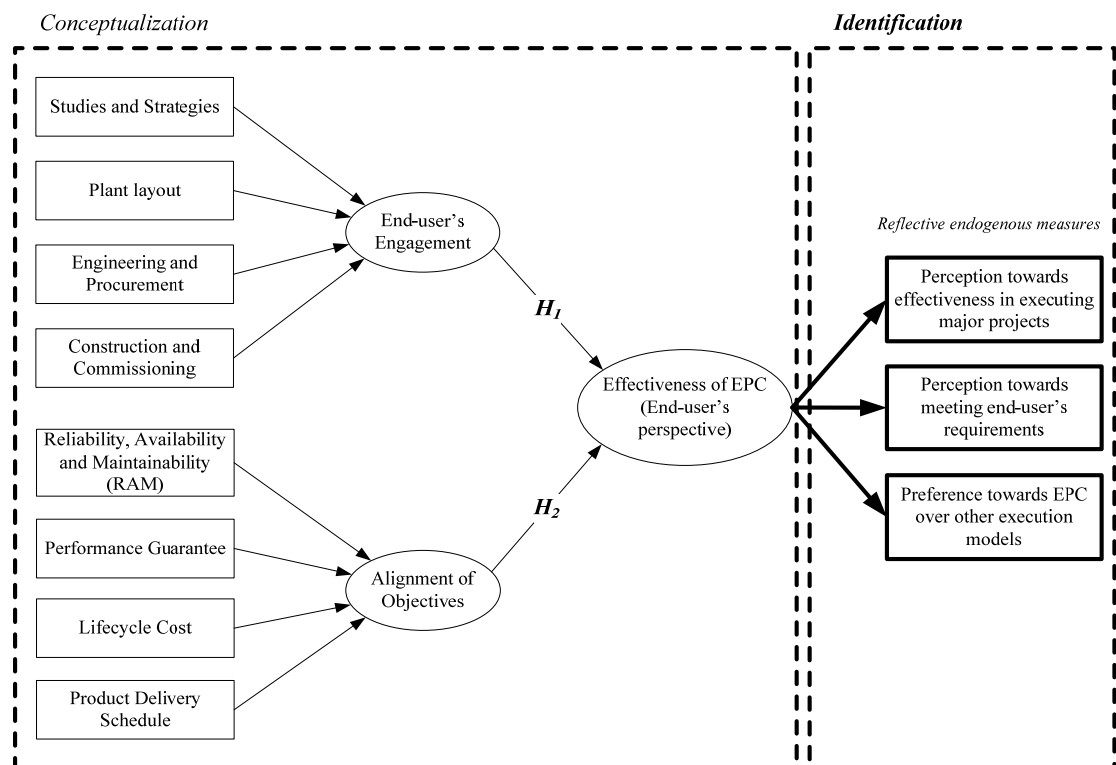 Conceptualization
Identification
Studies and Strategies
Plant layout
Engineering and
Procurement
Construction and
Commissioning
End-user's
Engagement
H1
Reliability, Availability
and Maintainability
(RAM)
Performance Guarantee
Lifecycle Cost
Product Delivery
Schedule
Alignment of
Objectives
H2
Effectiveness of EPC
(End-user's
perspective)
Reflective endogenous measures
Perception towards
effectiveness in executing
major projects
Perception towards
meeting end-user's
requirements
Preference towards EPC
over other execution
models